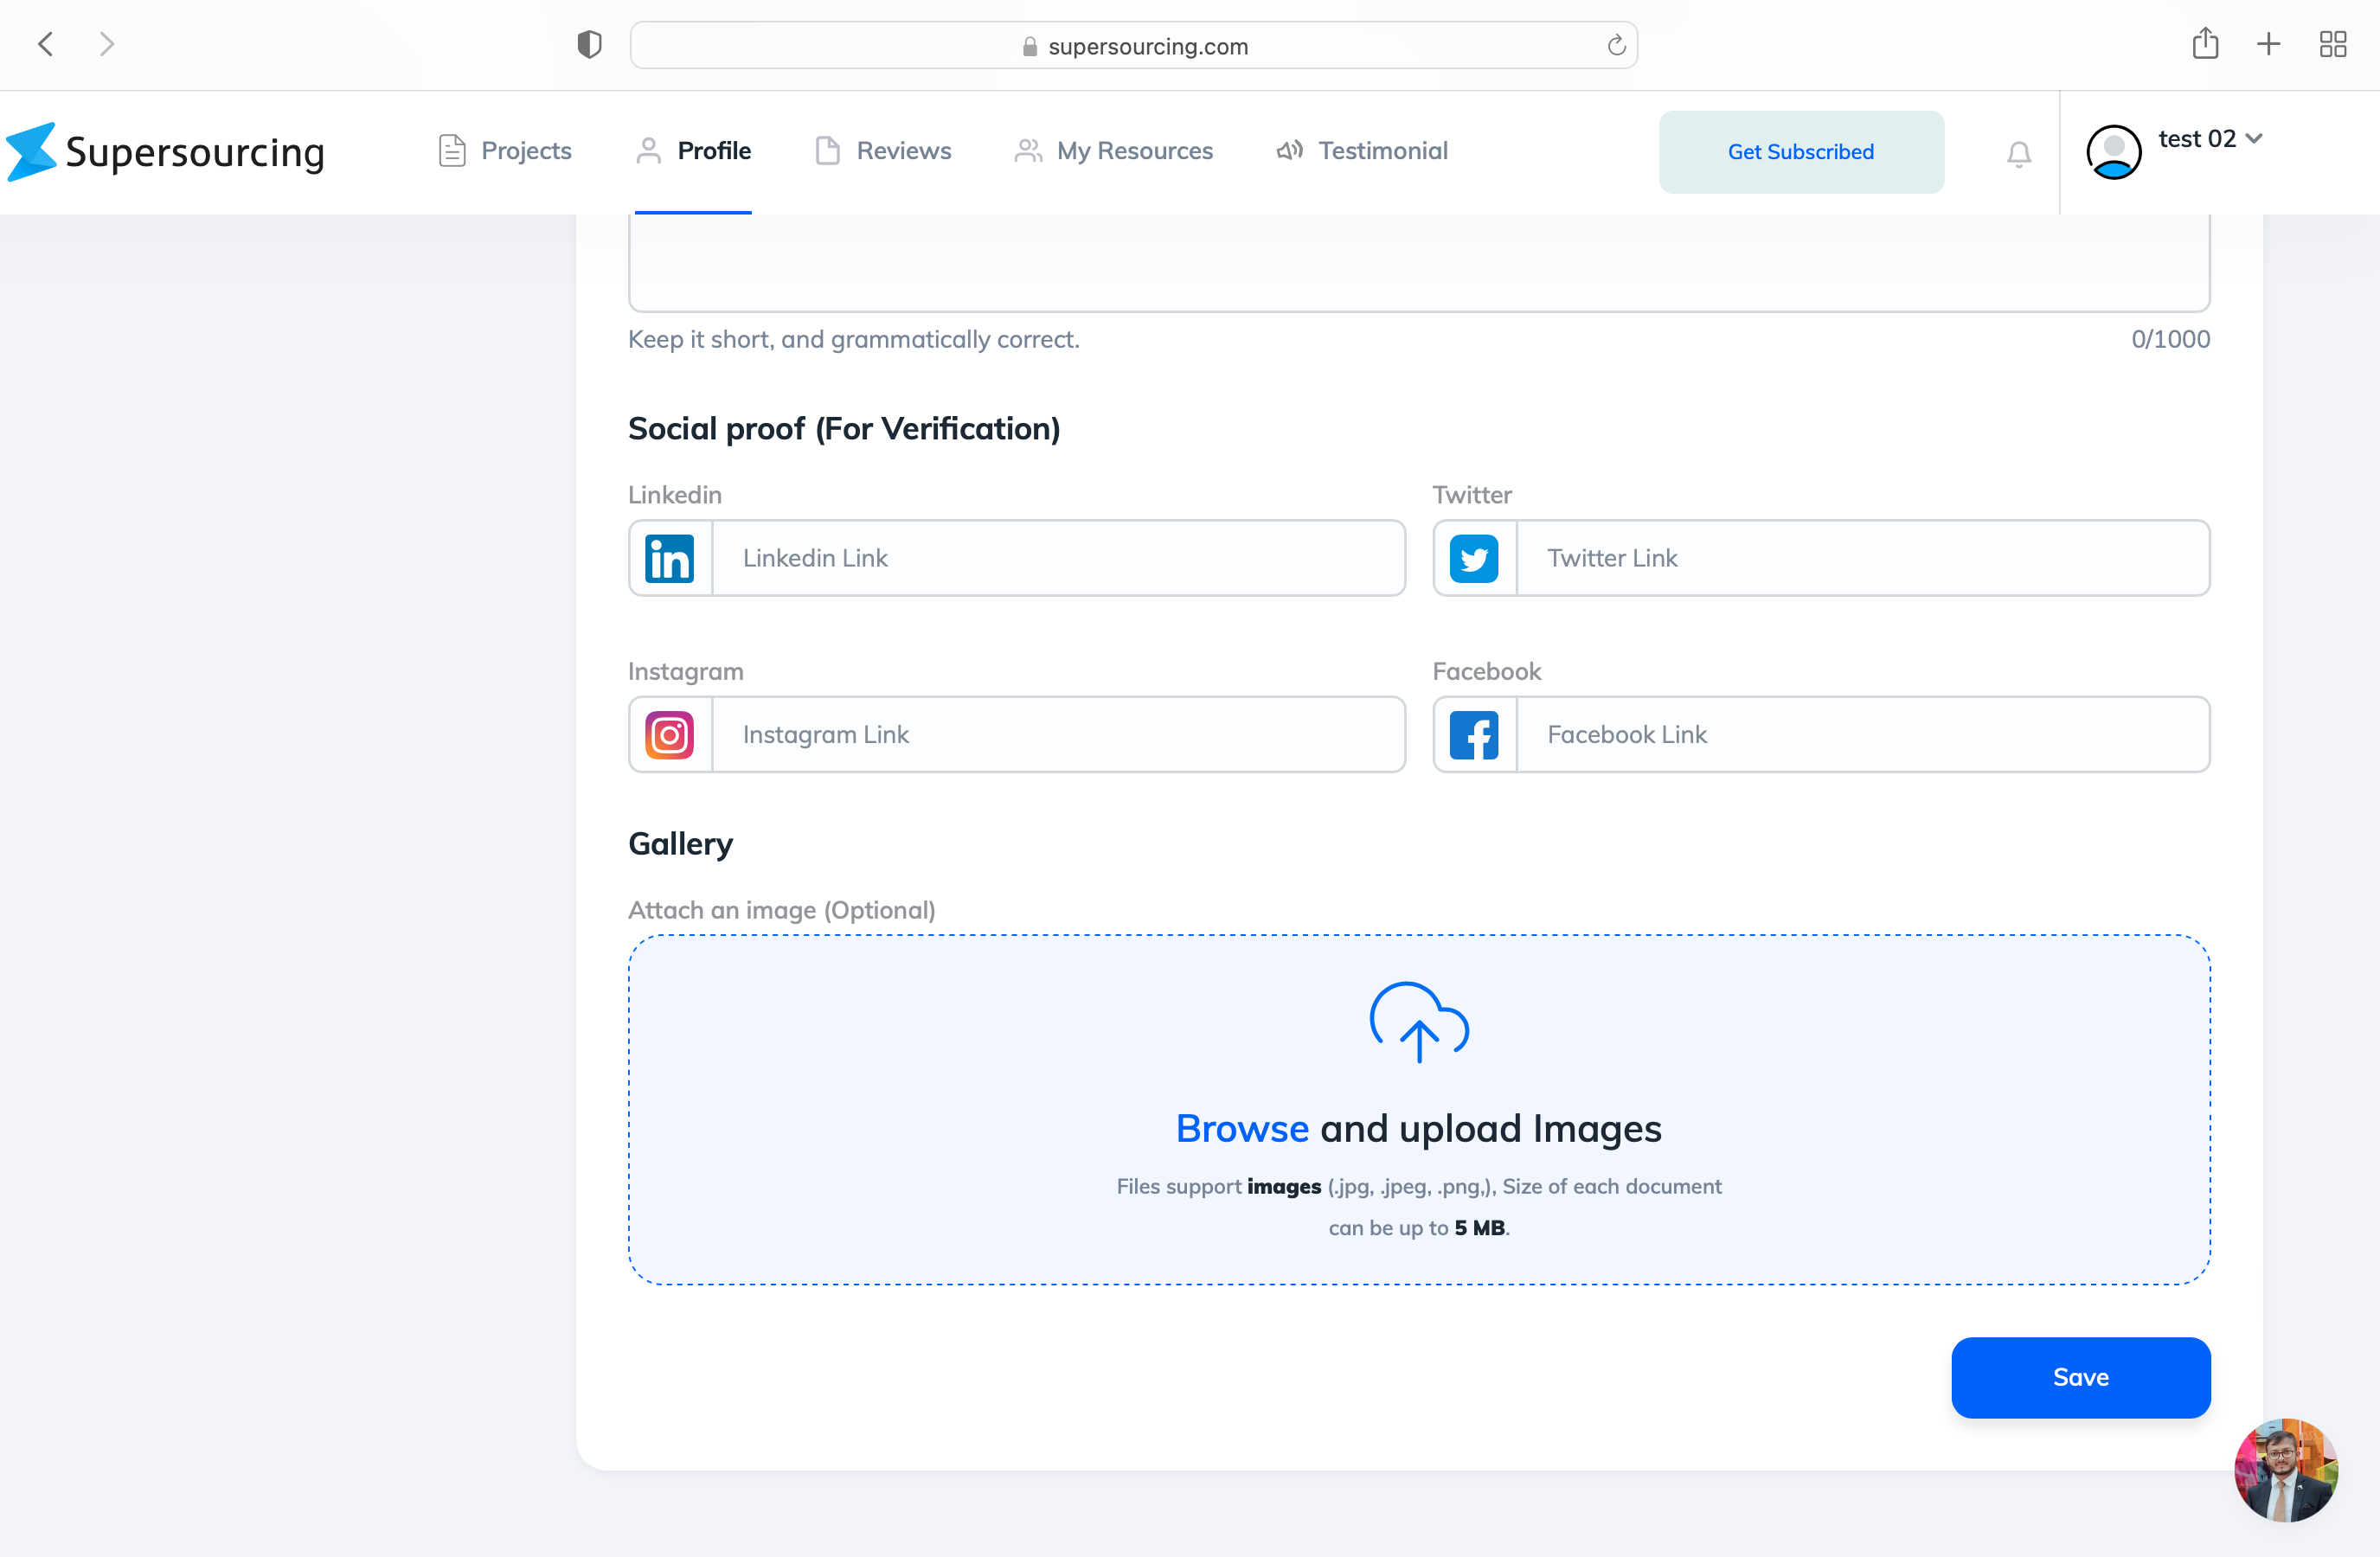 supersourcing.com
Supersourcing
Projects
Profile
Reviews
My Resources
Testimonial
Get Subscribed
test 02
Keep it short, and grammatically correct.
0/1000
Social proof (For Verification)
Linkedin
Twitter
in
Linkedin Link
Twitter Link
Instagram
Facebook
Instagram Link
f
Facebook Link
Gallery
Attach an image (Optional)
Browse and upload Images
Files support images (.jpg, .jpeg, .png,), Size of each document
can be up to 5 MB.
Save